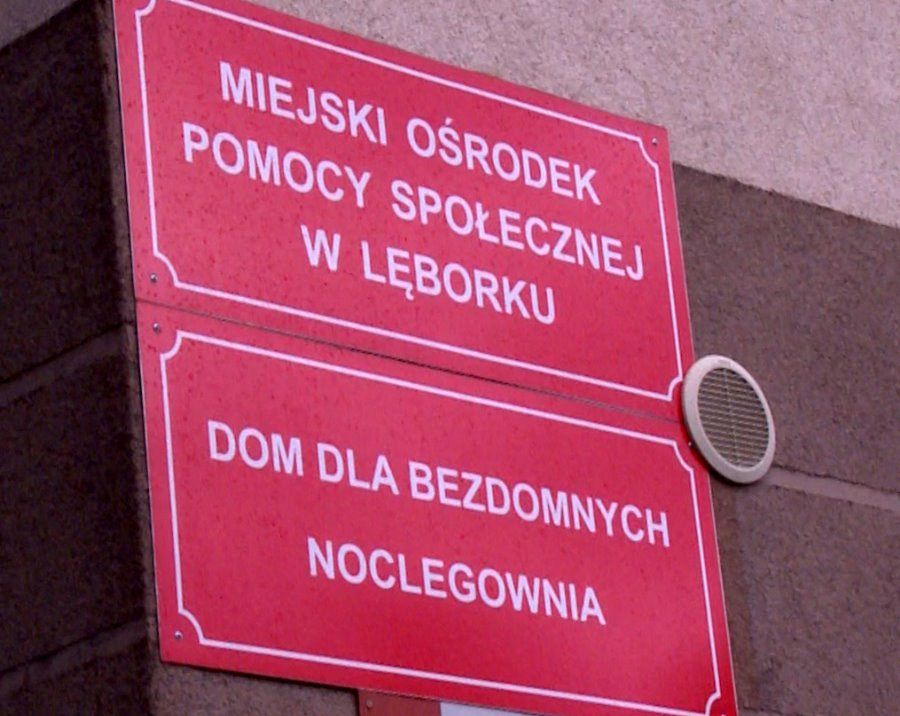 MIEJSKI OŚRODEK
POMOCY SPOŁECZNEJ
W LĘBORKU
DOM DLA BEZDOMNYCH
NOCLEGOWNIA